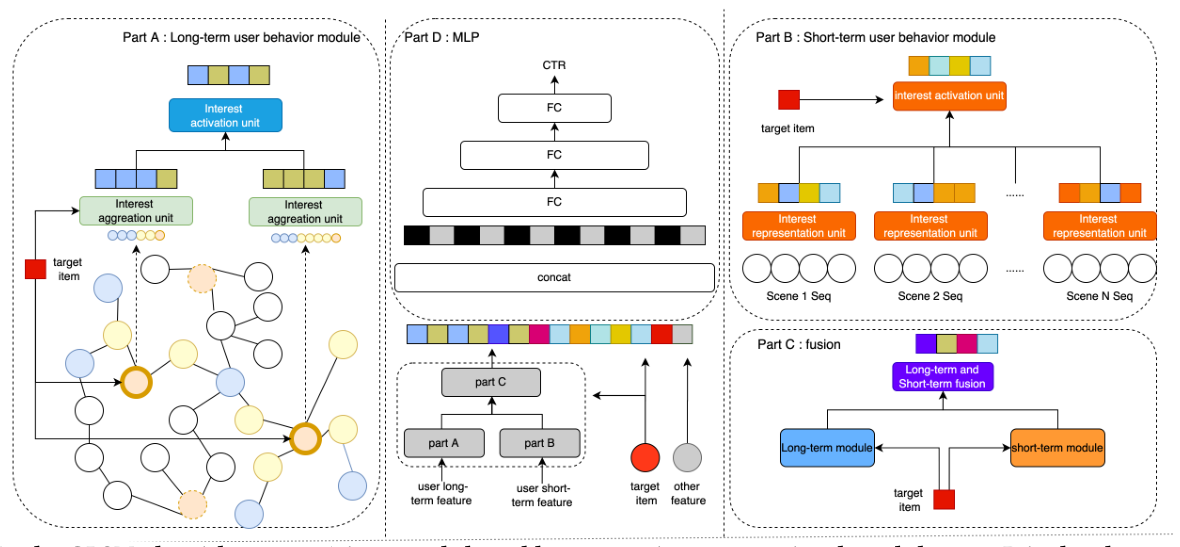 Part A : Long-term user behavior module
Interest
activation unit
Interest
aggreation unit
Interest
aggreation unit
target
item
Part D : MLP
CTR
FC
FC
FC
concat
part C
part A
part B
user long-
term feature
user short-
term feature
target
item
other
feature
Part B : Short-term user behavior module
interest activation unit
target item
......
Interest
representation unit
Interest
representation unit
Interest
representation unit
......
Scene 1 Seq
Scene 2 Seq
Scene N Seq
Part C : fusion
Long-term and
Short-term fusion
Long-term module
short-term module
target
item